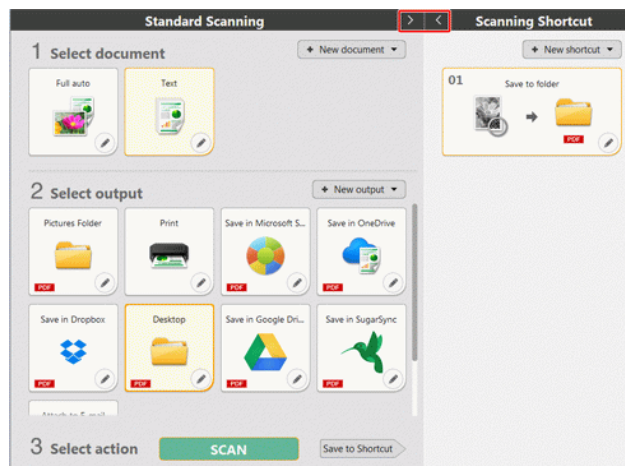 Standard Scanning
> <
Scanning Shortcut
1 Select document
+ New document
Full auto
Text
2 Select output
+ New output
Pictures Folder
Print
Save in Microsoft S...
Save in OneDrive
PDF
PDF
PDF
Save in Dropbox
Desktop
Save in Google Dri...
Save in SugarSync
PDF
PDF
PDF
PDF
Attach to E-mail
3 Select action
SCAN
Save to Shortcut
+ New shortcut
01
Save to folder
PDF